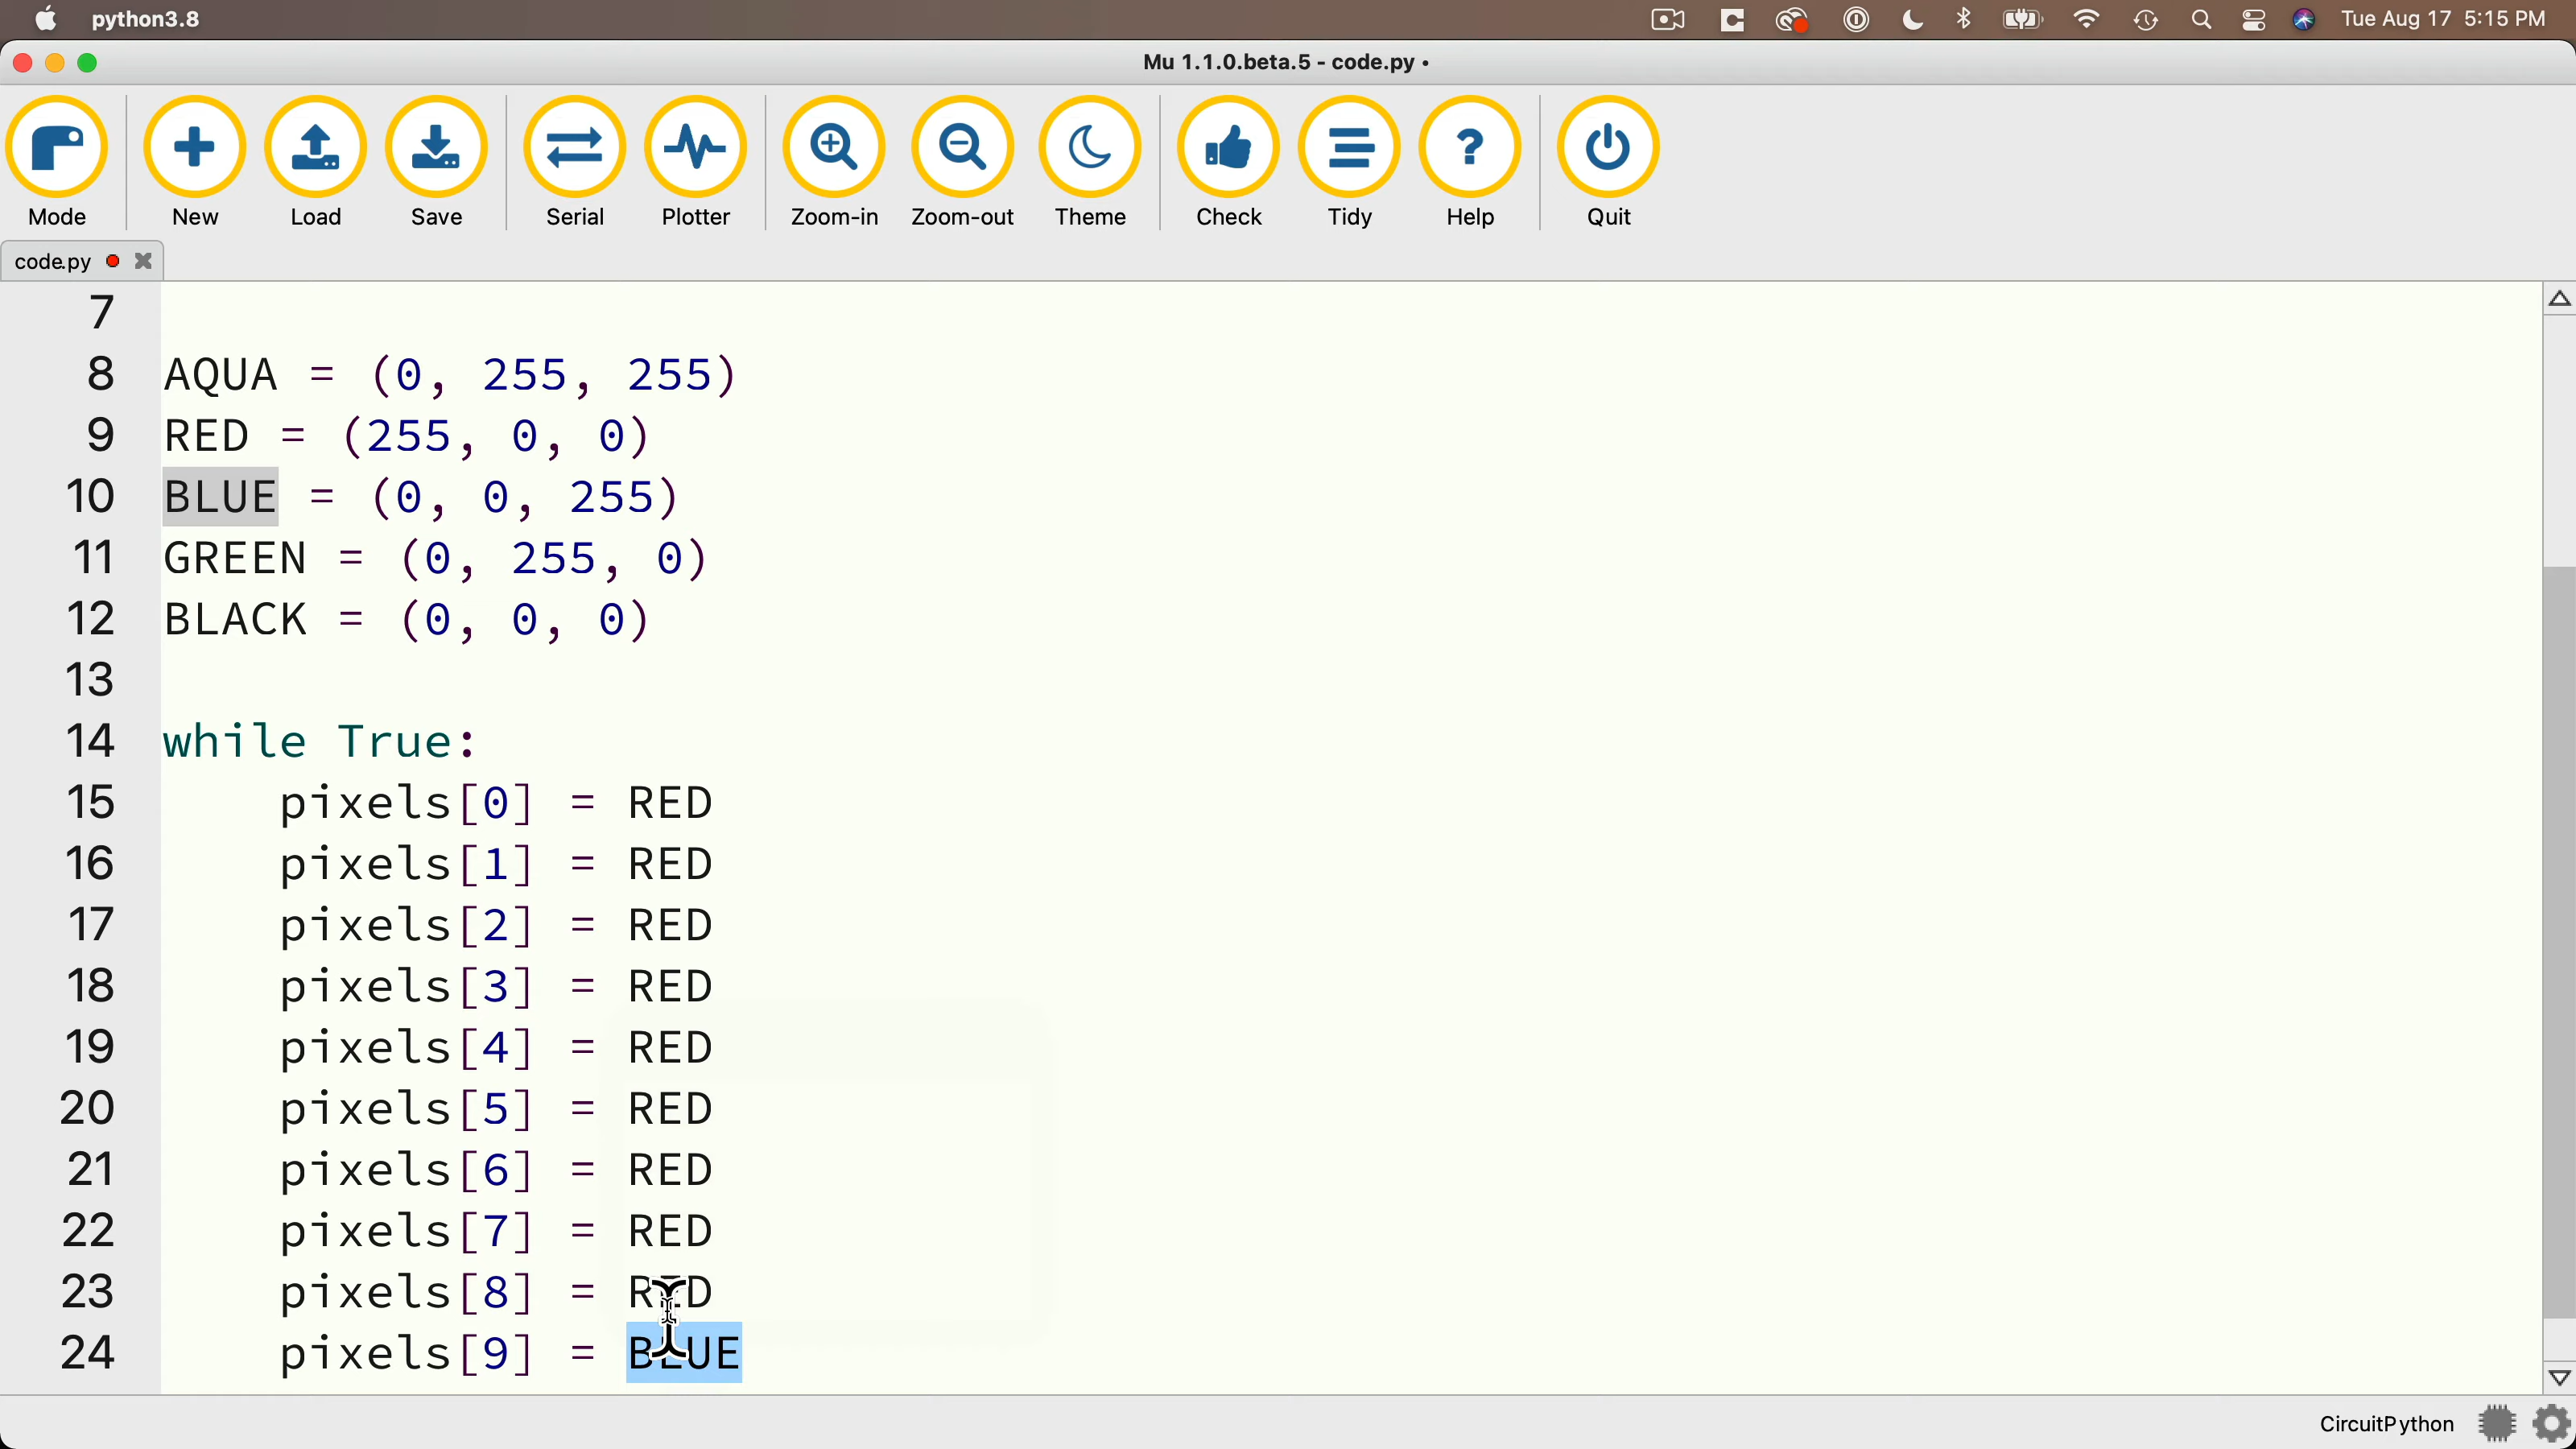 python3.8
Tue Aug 17 5:15 PM
Mu 1.1.0.beta.5 - code.py •
Mode New Load Save Serial Plotter Zoom-in Zoom-out Theme Check Tidy Help Quit
code.py
7
8 AQUA = (0, 255, 255)
9 RED = (255, 0, 0)
10 BLUE = (0, 0, 255)
11 GREEN = (0, 255, 0)
12 BLACK = (0, 0, 0)
13
14 while True:
15 pixels[0] = RED
16 pixels[1] = RED
17 pixels[2] = RED
18 pixels[3] = RED
19 pixels[4] = RED
20 pixels[5] = RED
21 pixels[6] = RED
22 pixels[7] = RED
23 pixels[8] = RED
24 pixels[9] = BLUE
CircuitPython